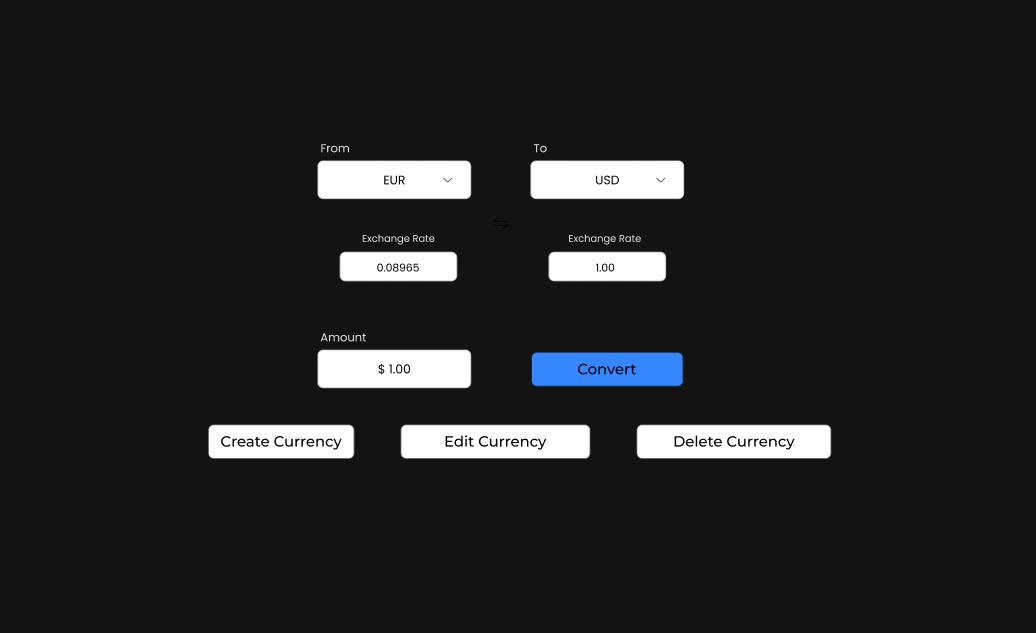 From
To
EUR
USD
Exchange Rate
Exchange Rate
0.08965
1.00
Amount
$ 1.00
Convert
Create Currency
Edit Currency
Delete Currency